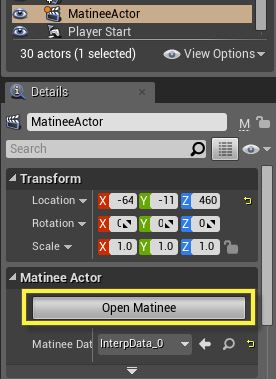 MatineeActor
Player Start
30 actors (1 selected)
View Options
Details
MatineeActor
M
Search
Transform
Location X -64 Y -11 Z 460
Rotation X 0 Y 0 Z 0
Scale X 1.0 Y 1.0 Z 1.0
Matinee Actor
Open Matinee
Matinee Dat InterpData_0